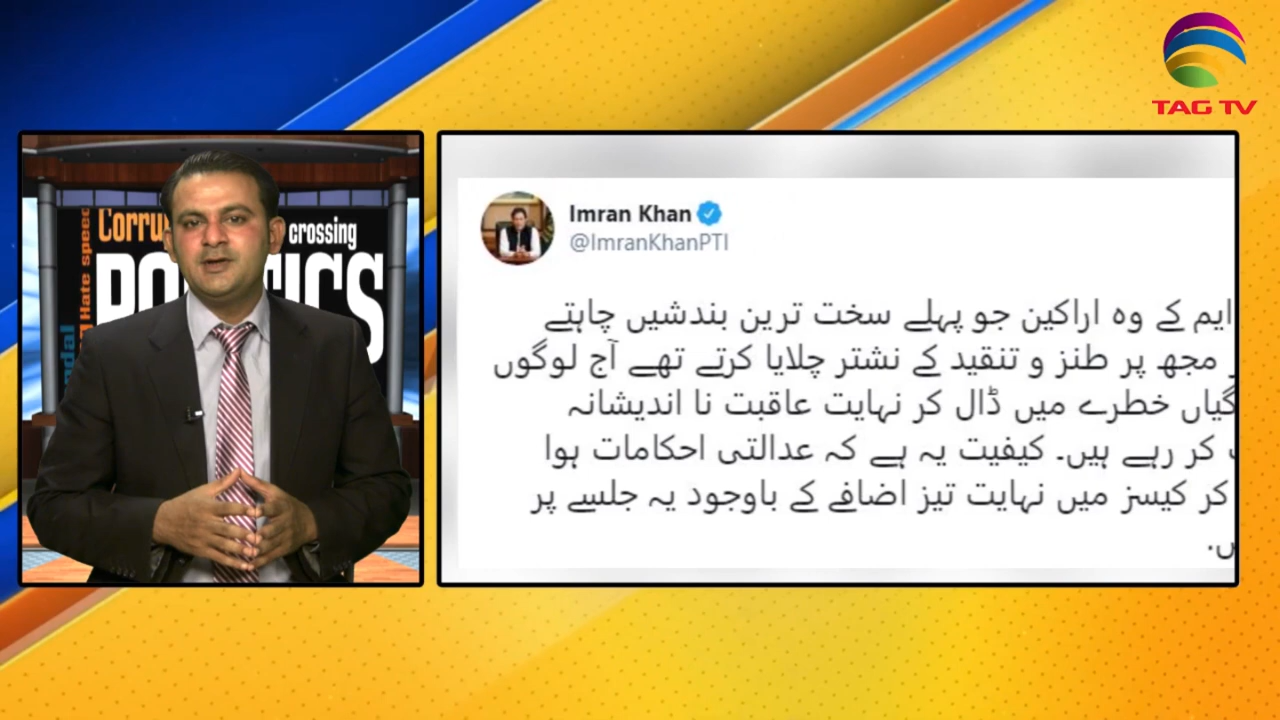 TAG TV
Hate speec
crossing
Imran Khan
@ImranKhanPTI
ایم کے وہ اراکین جو پہلے سخت ترین بندشیں چاہتے
مجھ پر طنز و تنقید کے نشتر چلایا کرتے تھے آج لوگوں
خطرے میں ڈال کر نہایت عاقبت نا اندیشانہ
کر رہے ہیں۔ کیفیت یہ ہے کہ عدالتی احکامات ہوا
کر کیسز میں نہایت تیز اضافے کے باوجود یہ جلسے پر